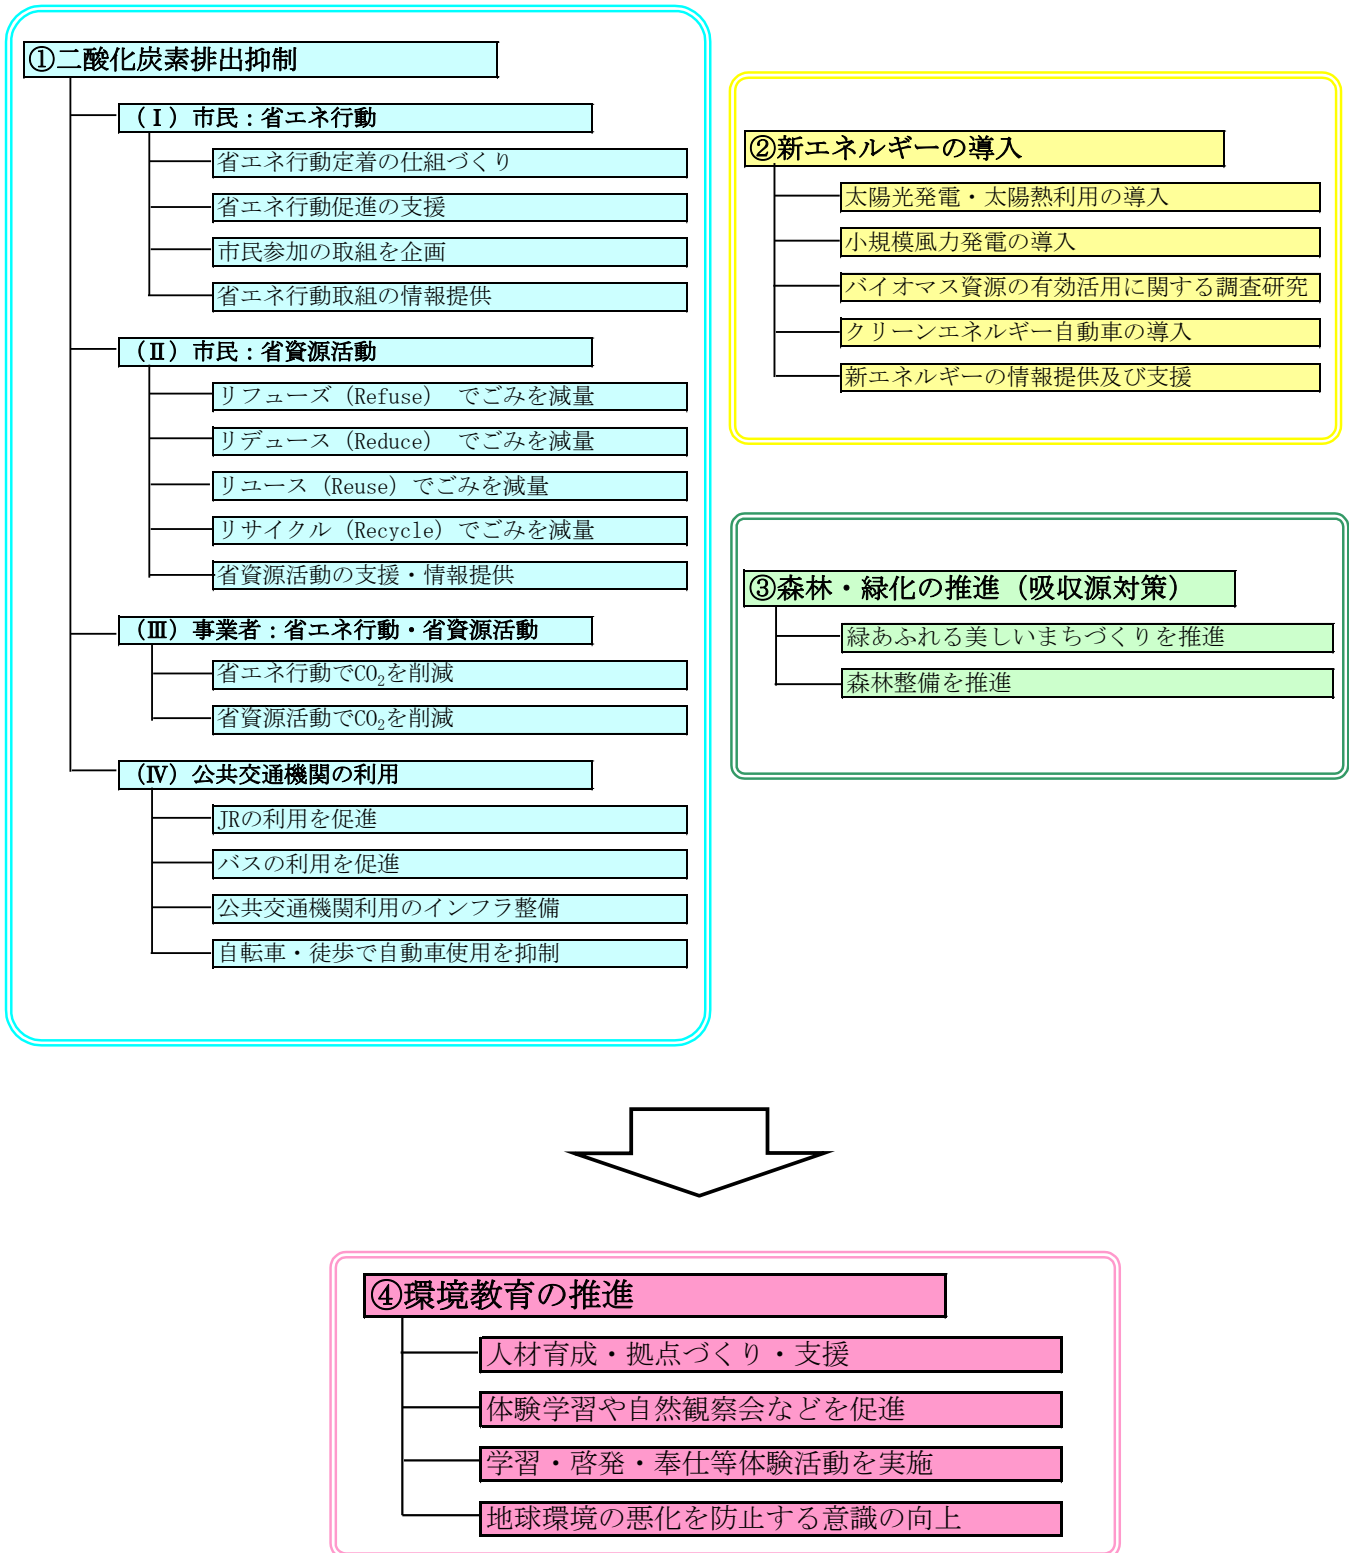 ①二酸化炭素排出抑制
（Ⅰ）市民：省エネ行動
省エネ行動定着の仕組づくり
省エネ行動促進の支援
市民参加の取組を企画
省エネ行動取組の情報提供
（Ⅱ）市民：省資源活動
リフューズ（Refuse） でごみを減量
リデュース（Reduce） でごみを減量
リユース（Reuse）でごみを減量
リサイクル（Recycle）でごみを減量
省資源活動の支援・情報提供
（Ⅲ）事業者：省エネ行動・省資源活動
省エネ行動でCO₂を削減
省資源活動でCO₂を削減
（Ⅳ）公共交通機関の利用
JRの利用を促進
バスの利用を促進
公共交通機関利用のインフラ整備
自転車・徒歩で自動車使用を抑制
②新エネルギーの導入
太陽光発電・太陽熱利用の導入
小規模風力発電の導入
バイオマス資源の有効活用に関する調査研究
クリーンエネルギー自動車の導入
新エネルギーの情報提供及び支援
③森林・緑化の推進（吸収源対策）
緑あふれる美しいまちづくりを推進
森林整備を推進
④環境教育の推進
人材育成・拠点づくり・支援
体験学習や自然観察会などを促進
学習・啓発・奉仕等体験活動を実施
地球環境の悪化を防止する意識の向上